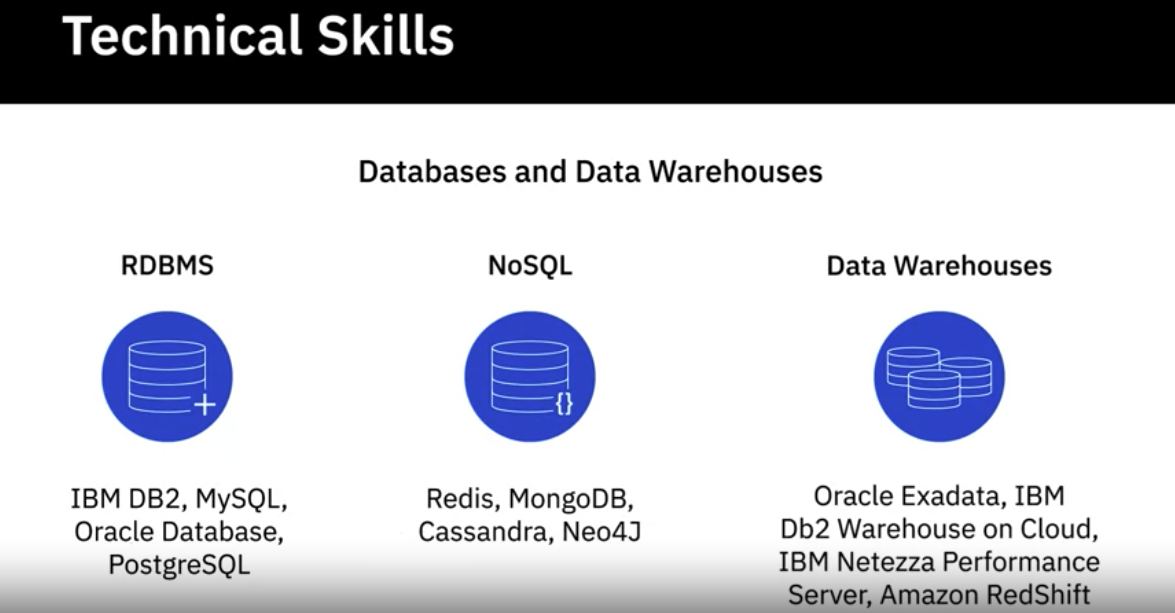 Technical Skills
Databases and Data Warehouses
RDBMS
IBM DB2, MySQL,
Oracle Database,
PostgreSQL
NoSQL
{}
Redis, MongoDB,
Cassandra, Neo4J
Data Warehouses
Oracle Exadata, IBM
Db2 Warehouse on Cloud,
IBM Netezza Performance
Server, Amazon RedShift